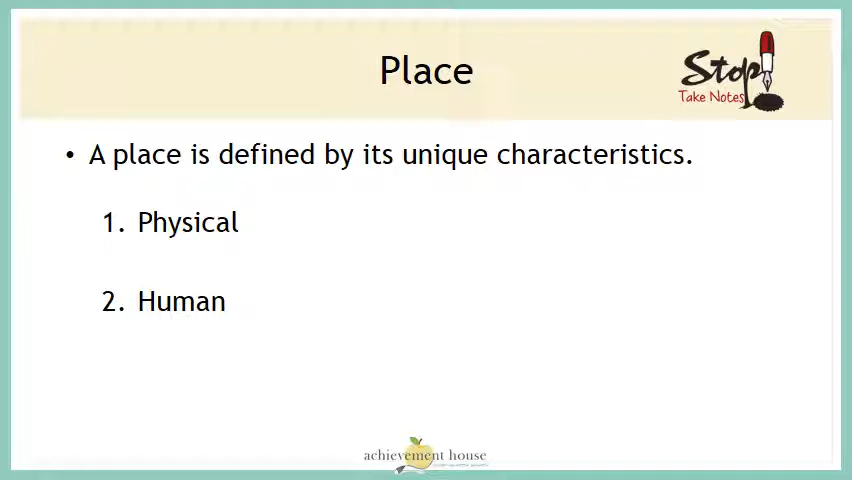 Place
Stop
Take Notes
• A place is defined by its unique characteristics.
1. Physical
2. Human
achievement house